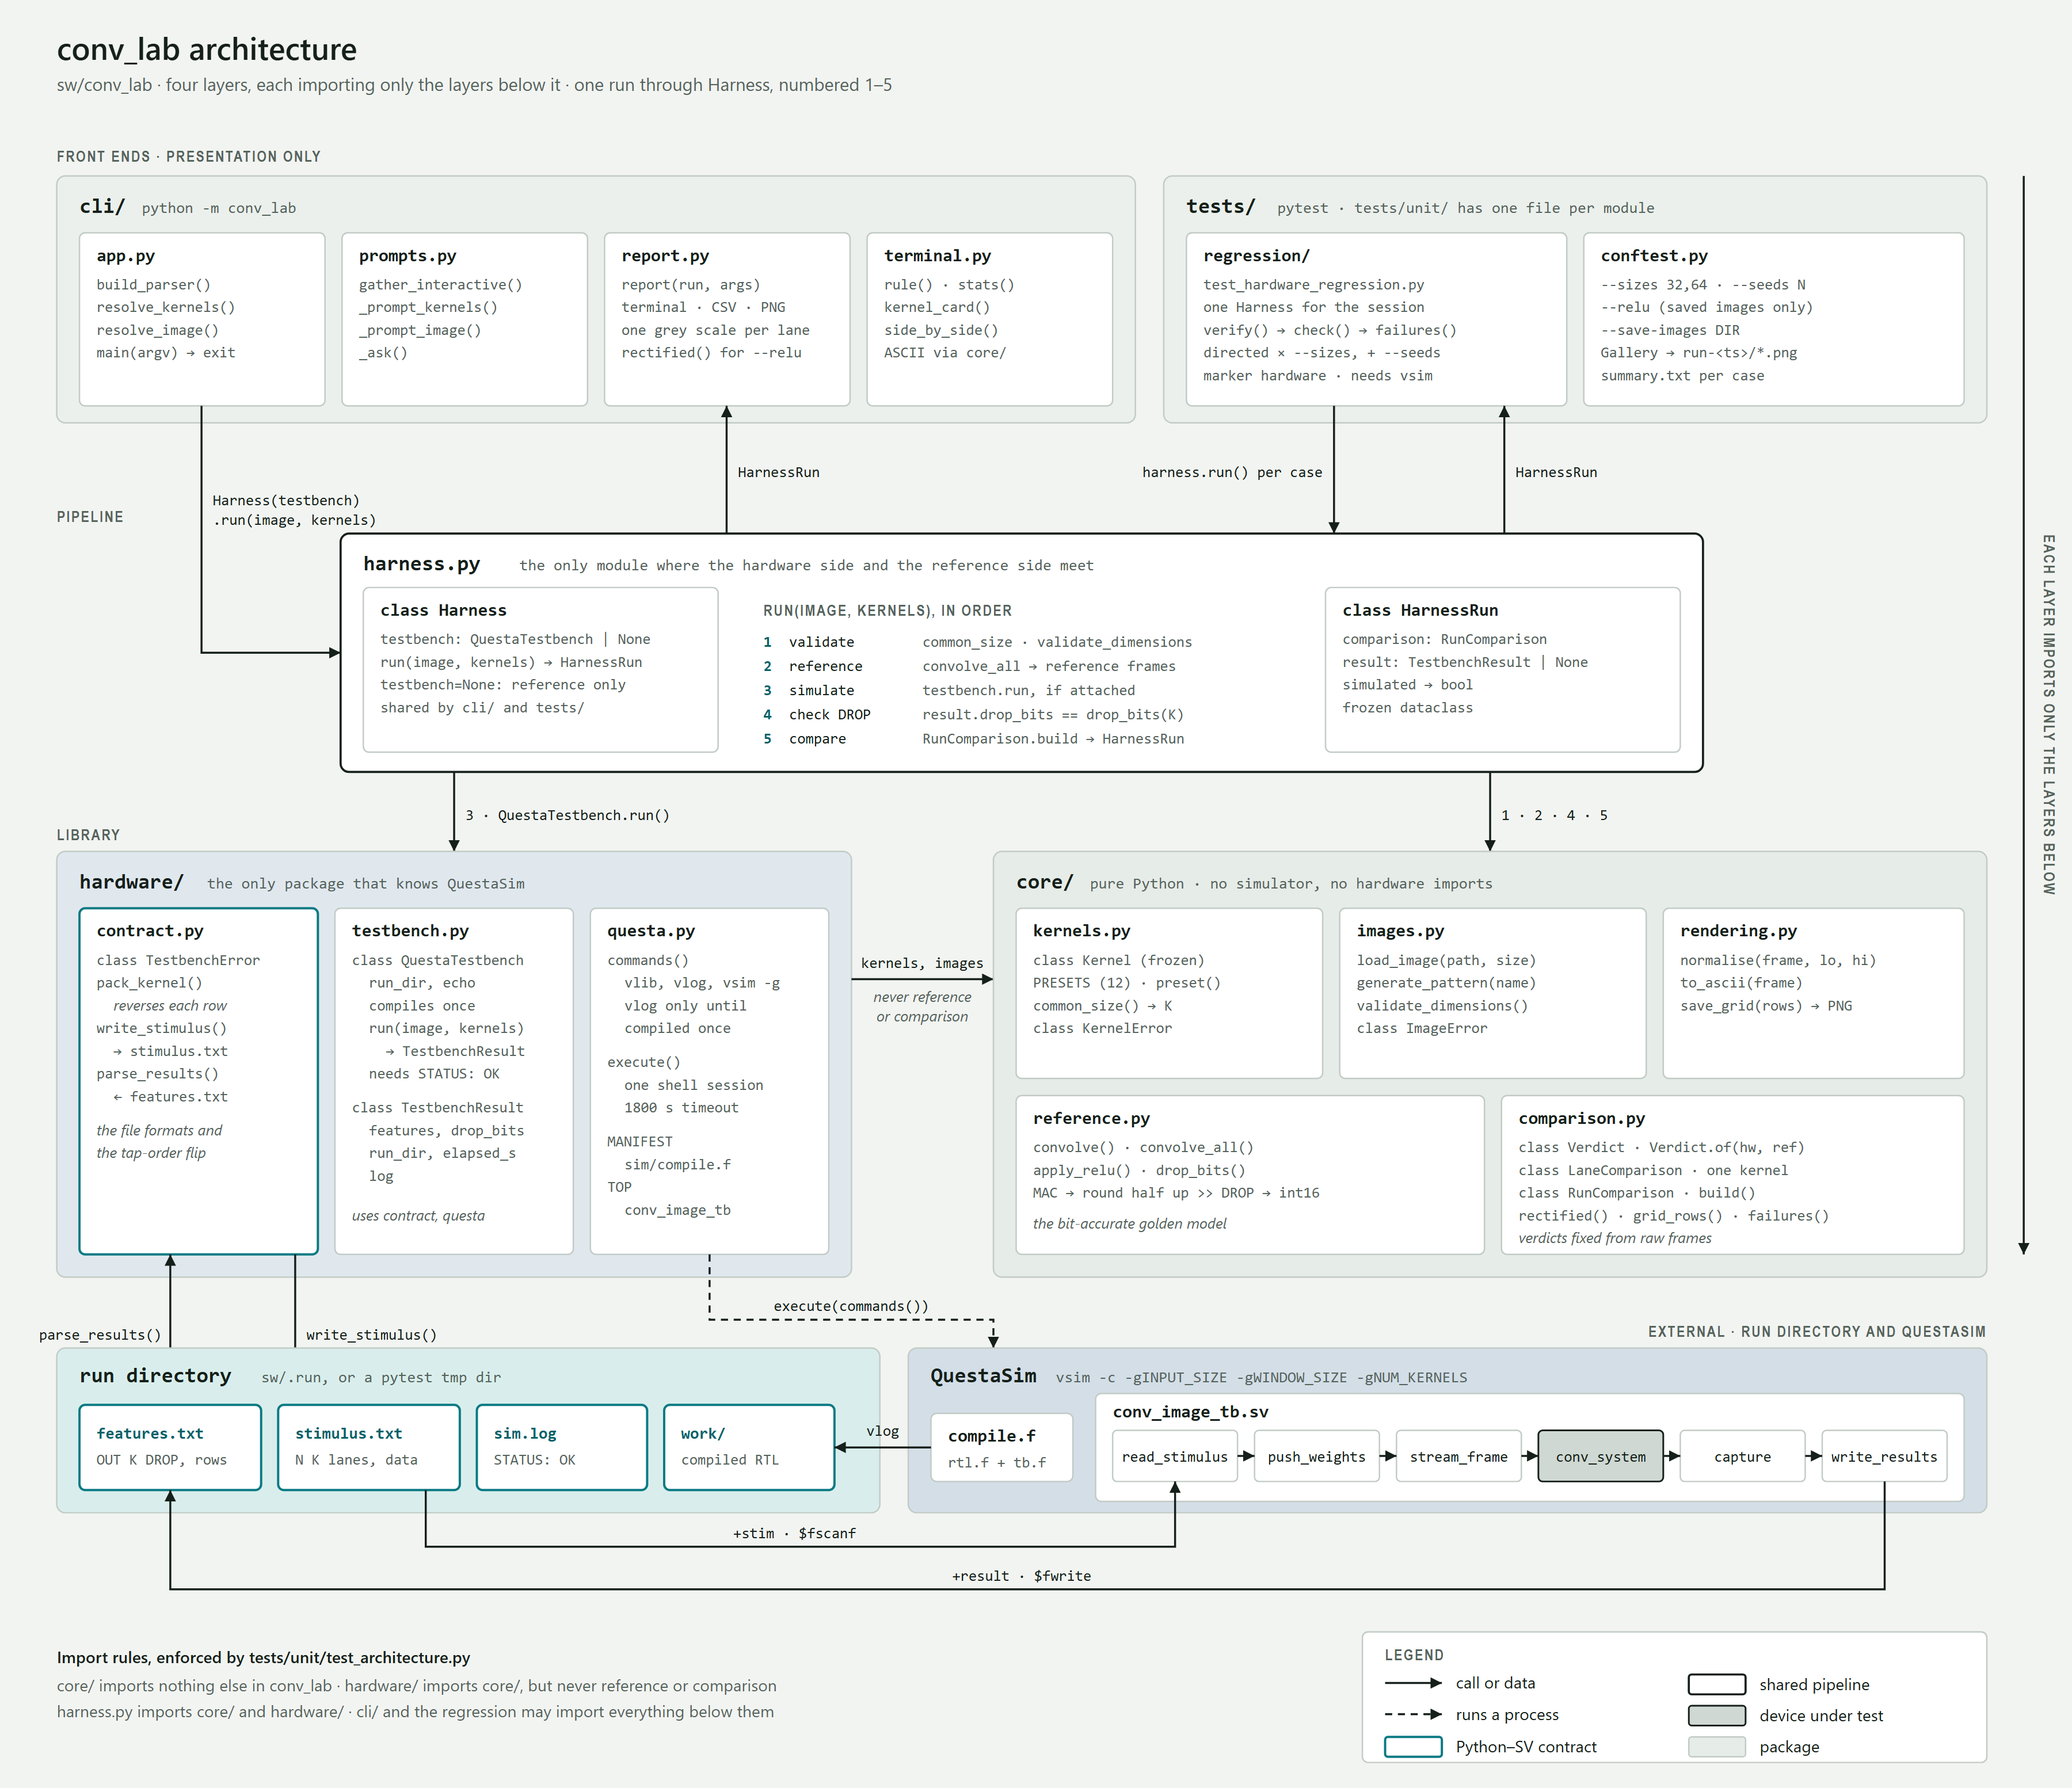 conv_lab architecture
sw/conv_lab · four layers, each importing only the layers below it · one run through Harness, numbered 1–5
FRONT ENDS · PRESENTATION ONLY
cli/ python -m conv_lab
app.py
build_parser()
resolve_kernels()
resolve_image()
main(argv) → exit
prompts.py
gather_interactive()
_prompt_kernels()
_prompt_image()
_ask()
report.py
report(run, args)
terminal · CSV · PNG
one grey scale per lane
rectified() for --relu
terminal.py
rule() · stats()
kernel_card()
side_by_side()
ASCII via core/
tests/ pytest · tests/unit/ has one file per module
regression/
test_hardware_regression.py
one Harness for the session
verify() → check() → failures()
directed × --sizes, + --seeds
marker hardware · needs vsim
conftest.py
--sizes 32,64 · --seeds N
--relu (saved images only)
--save-images DIR
Gallery → run-<ts>/*.png
summary.txt per case
Harness(testbench)
.run(image, kernels)
HarnessRun
harness.run() per case
HarnessRun
EACH LAYER IMPORTS ONLY THE LAYERS BELOW
PIPELINE
harness.py the only module where the hardware side and the reference side meet
class Harness
testbench: QuestaTestbench | None
run(image, kernels) → HarnessRun
testbench=None: reference only
shared by cli/ and tests/
RUN(IMAGE, KERNELS), IN ORDER
1 validate common_size · validate_dimensions
2 reference convolve_all → reference frames
3 simulate testbench.run, if attached
4 check DROP result.drop_bits == drop_bits(K)
5 compare RunComparison.build → HarnessRun
class HarnessRun
comparison: RunComparison
result: TestbenchResult | None
simulated → bool
frozen dataclass
3 · QuestaTestbench.run()
1 · 2 · 4 · 5
LIBRARY
hardware/ the only package that knows QuestaSim
contract.py
class TestbenchError
pack_kernel()
reverses each row
write_stimulus()
→ stimulus.txt
parse_results()
← features.txt
the file formats and
the tap-order flip
testbench.py
class QuestaTestbench
run_dir, echo
compiles once
run(image, kernels)
→ TestbenchResult
needs STATUS: OK
class TestbenchResult
features, drop_bits
run_dir, elapsed_s
log
uses contract, questa
questa.py
commands()
vlib, vlog, vsim -g
vlog only until
compiled once
execute()
one shell session
1800 s timeout
MANIFEST
sim/compile.f
TOP
conv_image_tb
kernels, images
never reference
or comparison
core/ pure Python · no simulator, no hardware imports
kernels.py
class Kernel (frozen)
PRESETS (12) · preset()
common_size() → K
class KernelError
images.py
load_image(path, size)
generate_pattern(name)
validate_dimensions()
class ImageError
rendering.py
normalise(frame, lo, hi)
to_ascii(frame)
save_grid(rows) → PNG
reference.py
convolve() · convolve_all()
apply_relu() · drop_bits()
MAC → round half up >> DROP → int16
the bit-accurate golden model
comparison.py
class Verdict · Verdict.of(hw, ref)
class LaneComparison · one kernel
class RunComparison · build()
rectified() · grid_rows() · failures()
verdicts fixed from raw frames
parse_results()
write_stimulus()
execute(commands())
EXTERNAL · RUN DIRECTORY AND QUESTASIM
run directory sw/.run, or a pytest tmp dir
features.txt
OUT K DROP, rows
stimulus.txt
N K lanes, data
sim.log
STATUS: OK
work/
compiled RTL
vlog
QuestaSim vsim -c -gINPUT_SIZE -gWINDOW_SIZE -gNUM_KERNELS
compile.f
rtl.f + tb.f
conv_image_tb.sv
read_stimulus
push_weights
stream_frame
conv_system
capture
write_results
+stim · $fscanf
+result · $fwrite
Import rules, enforced by tests/unit/test_architecture.py
core/ imports nothing else in conv_lab · hardware/ imports core/, but never reference or comparison
harness.py imports core/ and hardware/ · cli/ and the regression may import everything below them
LEGEND
call or data
runs a process
Python–SV contract
shared pipeline
device under test
package